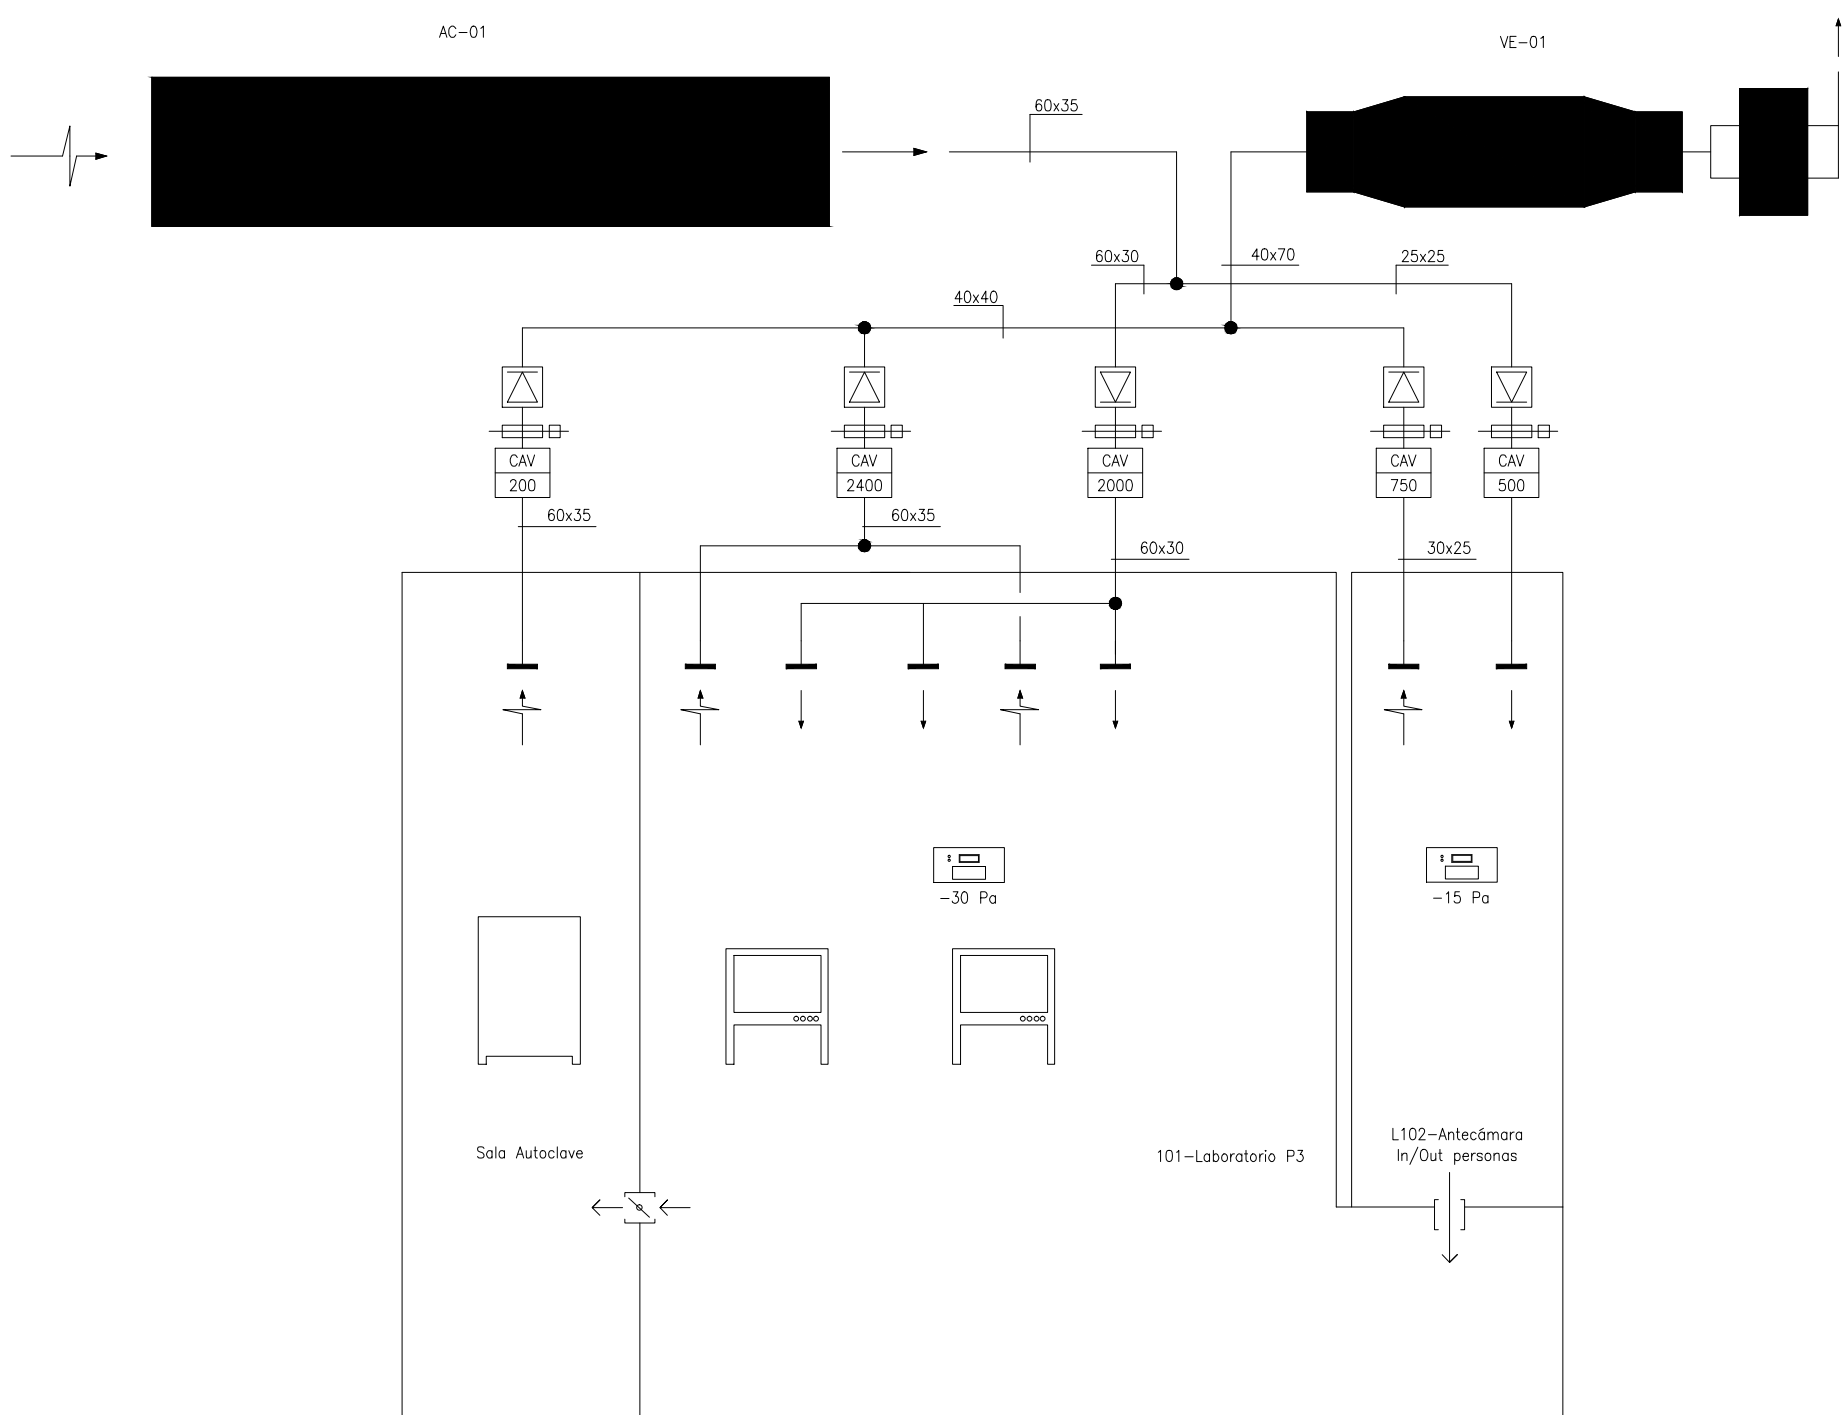 AC-01
VE-01
60x35
60x30
40x70
25x25
40x40
CAV
200
CAV
2400
CAV
2000
CAV
750
CAV
500
60x35
60x35
60x30
30x25
-30 Pa
-15 Pa
Sala Autoclave
101-Laboratorio P3
L102-Antecámara
In/Out personas